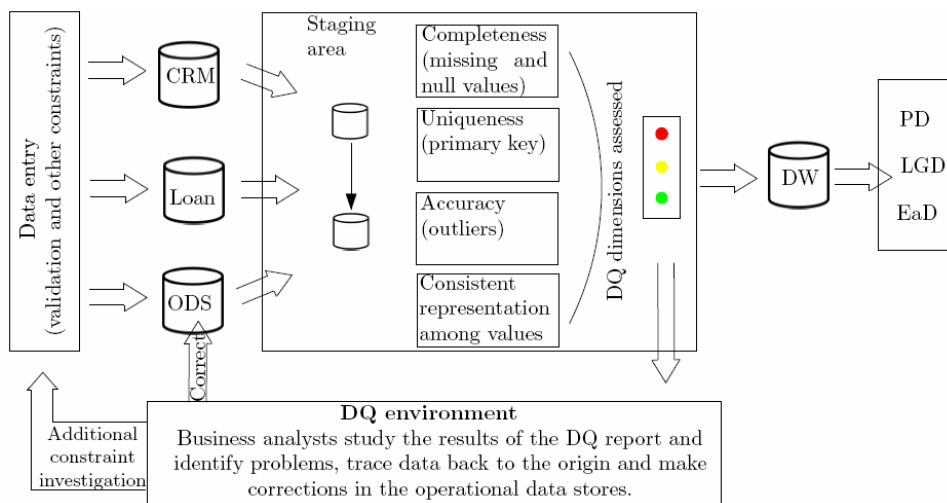 Data entry
(validation and other constraints)
CRM
Loan
ODS
Staging
area
Completeness
(missing and
null values)
Uniqueness
(primary key)
Accuracy
(outliers)
Consistent
representation
among values
DQ dimensions assessed
DW
PD
LGD
EaD
Correct
Additional
constraint
investigation
DQ environment
Business analysts study the results of the DQ report and
identify problems, trace data back to the origin and make
corrections in the operational data stores.